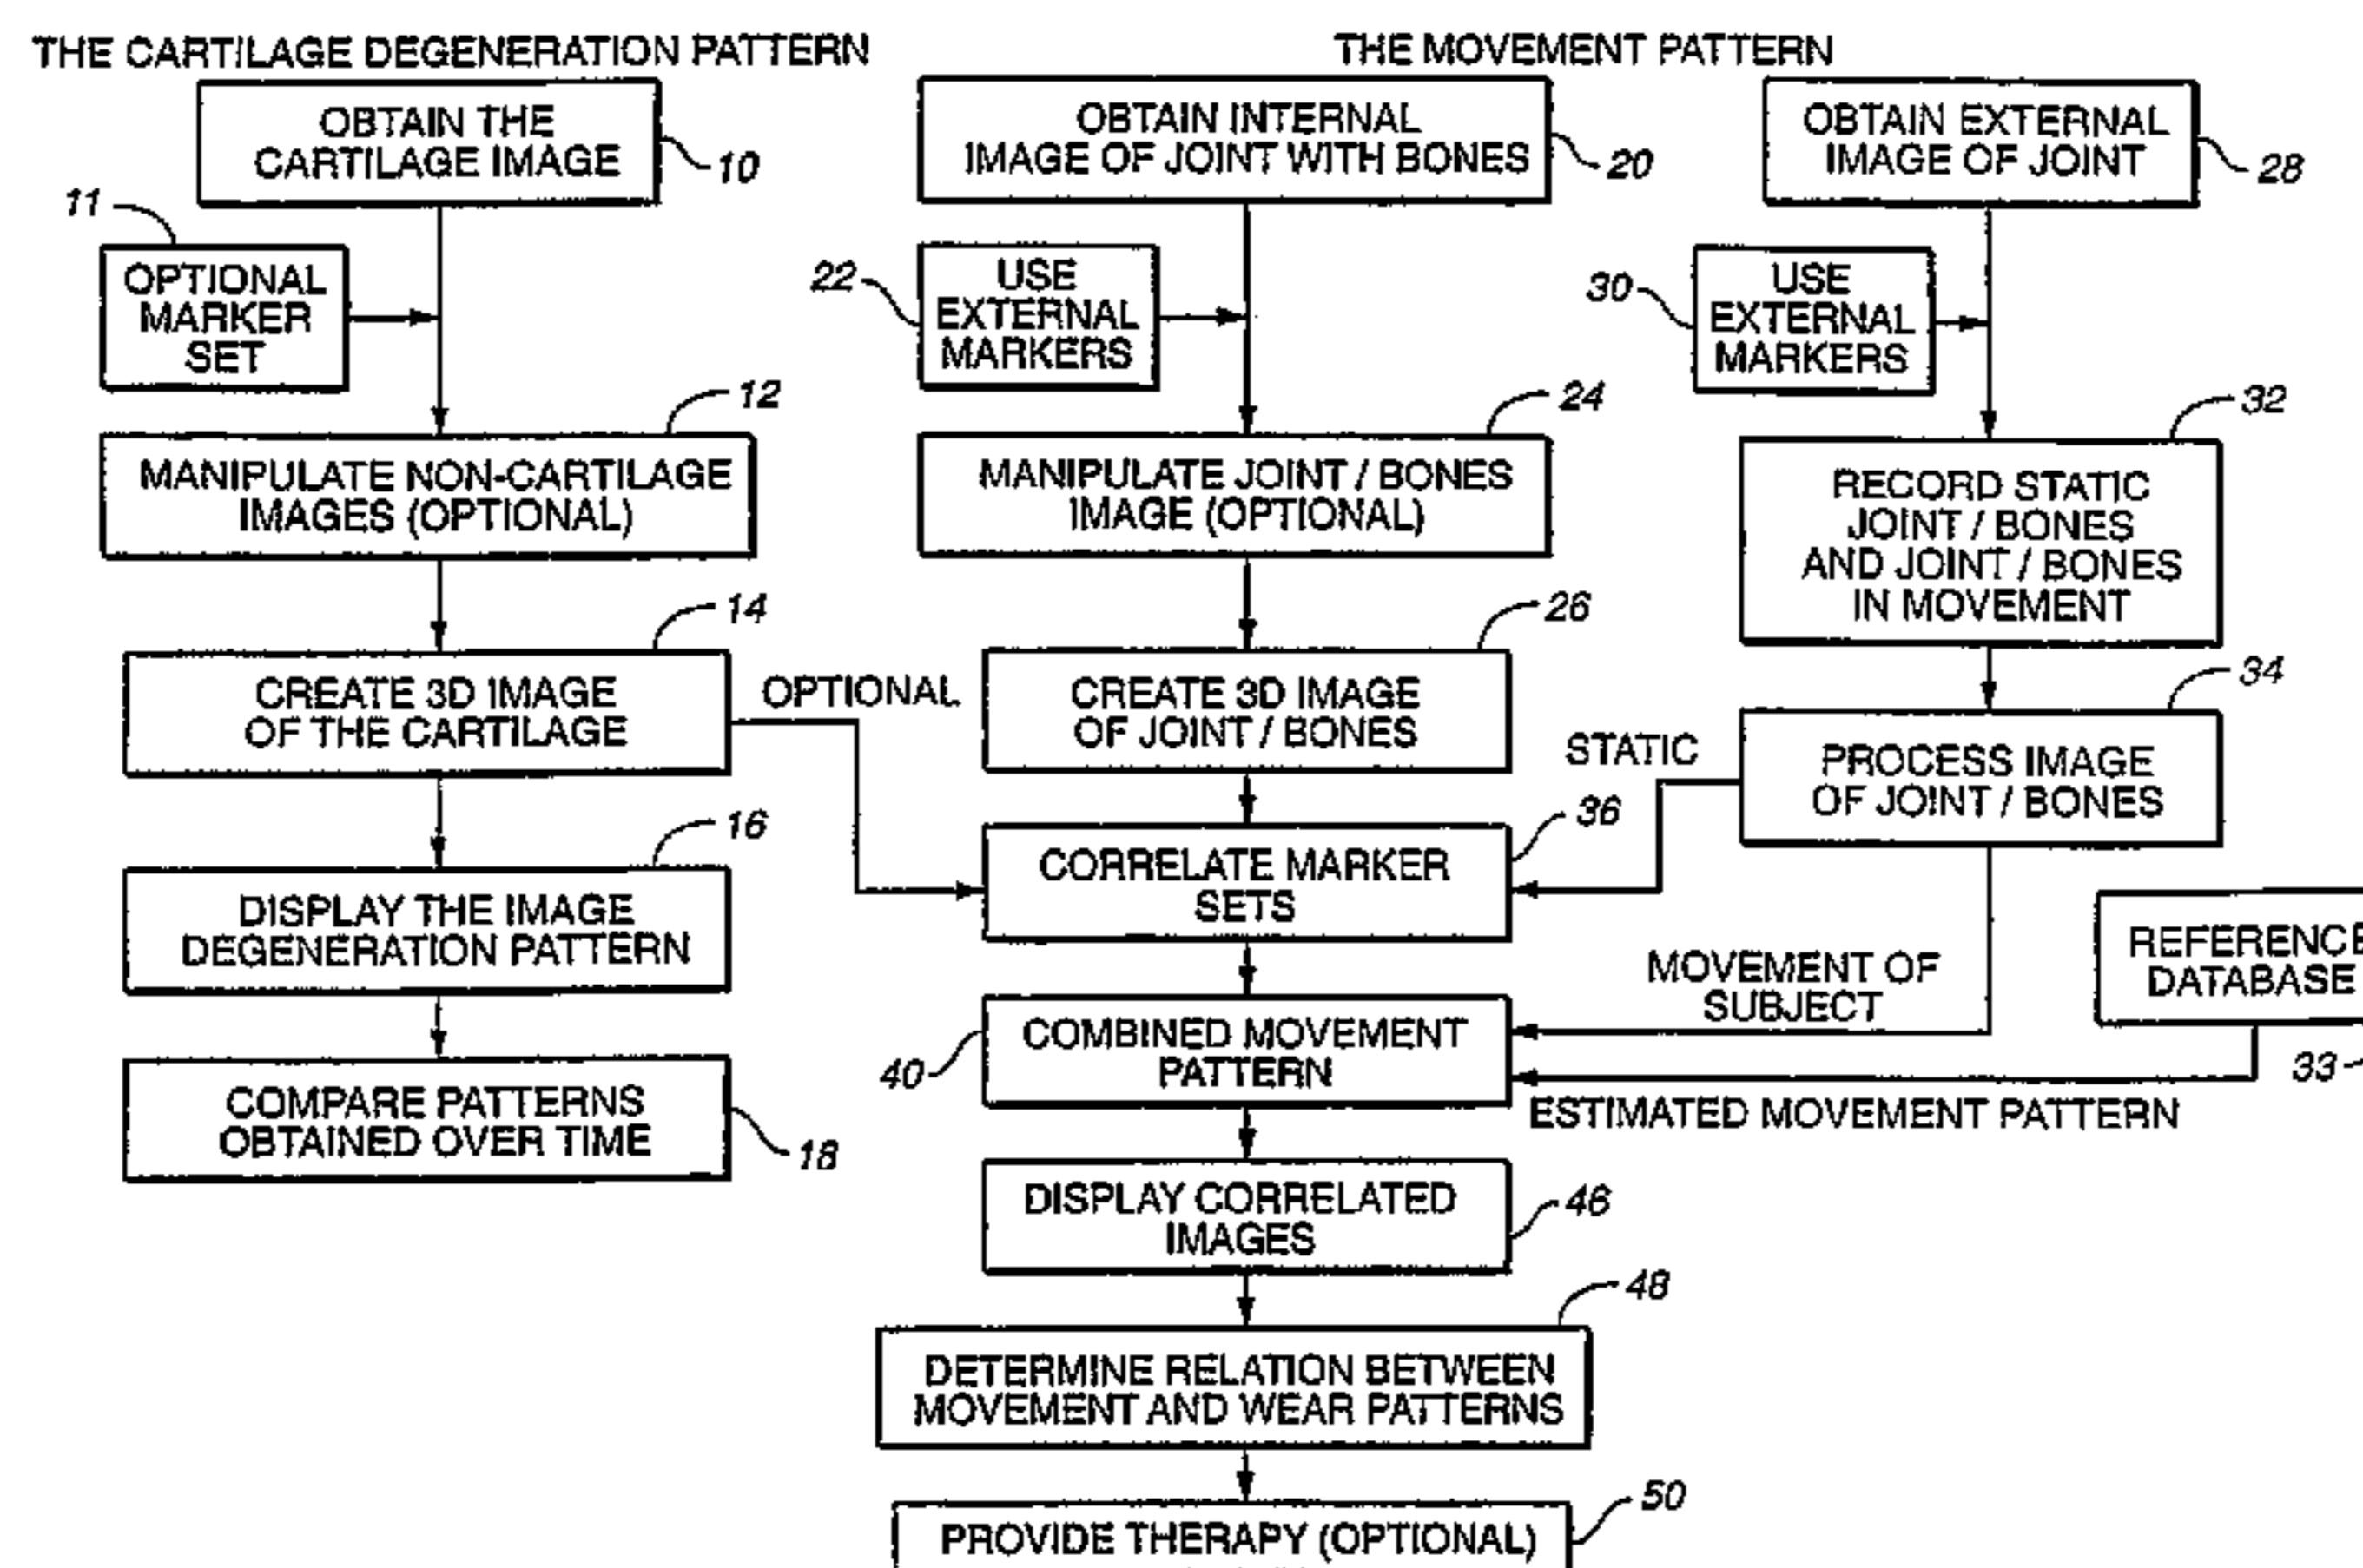 THE CARTILAGE DEGENERATION PATTERN
OBTAIN THE
CARTILAGE IMAGE
10
11
OPTIONAL
MARKER
SET
12
MANIPULATE NON-CARTILAGE
IMAGES (OPTIONAL)
14
CREATE 3D IMAGE
OF THE CARTILAGE
OPTIONAL
16
DISPLAY THE IMAGE
DEGENERATION PATTERN
COMPARE PATTERNS
OBTAINED OVER TIME
18
THE MOVEMENT PATTERN
OBTAIN INTERNAL
IMAGE OF JOINT WITH BONES
20
22
USE
EXTERNAL
MARKERS
24
MANIPULATE JOINT / BONES
IMAGE (OPTIONAL)
26
CREATE 3D IMAGE
OF JOINT / BONES
OBTAIN EXTERNAL
IMAGE OF JOINT
28
30
USE
EXTERNAL
MARKERS
32
RECORD STATIC
JOINT / BONES
AND JOINT / BONES
IN MOVEMENT
34
PROCESS IMAGE
OF JOINT / BONES
STATIC
36
CORRELATE MARKER
SETS
MOVEMENT OF
SUBJECT
REFERENCE
DATABASE
33
40
COMBINED MOVEMENT
PATTERN
ESTIMATED MOVEMENT PATTERN
DISPLAY CORRELATED
IMAGES
46
48
DETERMINE RELATION BETWEEN
MOVEMENT AND WEAR PATTERNS
50
PROVIDE THERAPY (OPTIONAL)